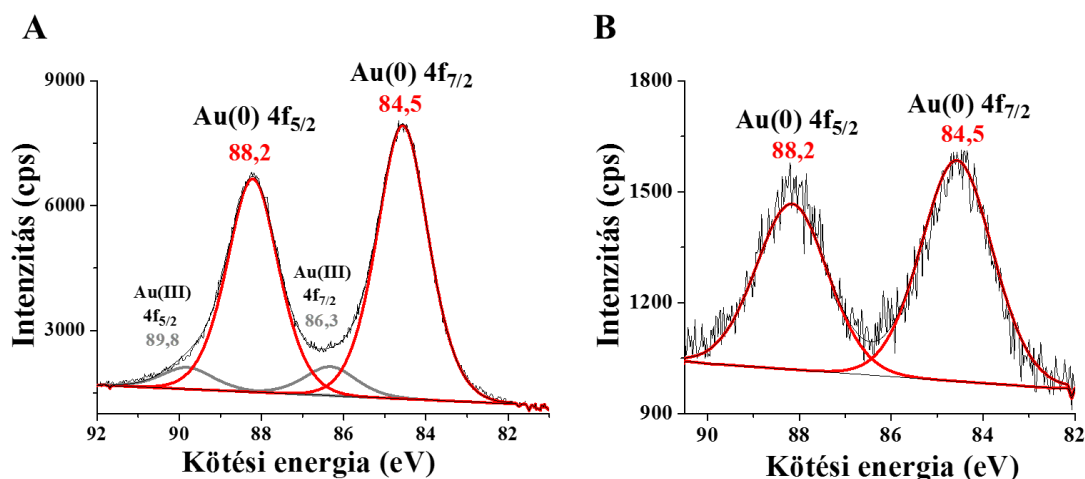 A
Intenzitás (cps)
9000
6000
3000
Au(0) 4f7/2
84,5
Au(0) 4f5/2
88,2
Au(III)
4f5/2
89,8
Au(III)
4f7/2
86,3
92
90
88
86
84
82
Kötési energia (eV)
B
Intenzitás (cps)
1800
1500
1200
900
Au(0) 4f7/2
84,5
Au(0) 4f5/2
88,2
90
88
86
84
82
Kötési energia (eV)